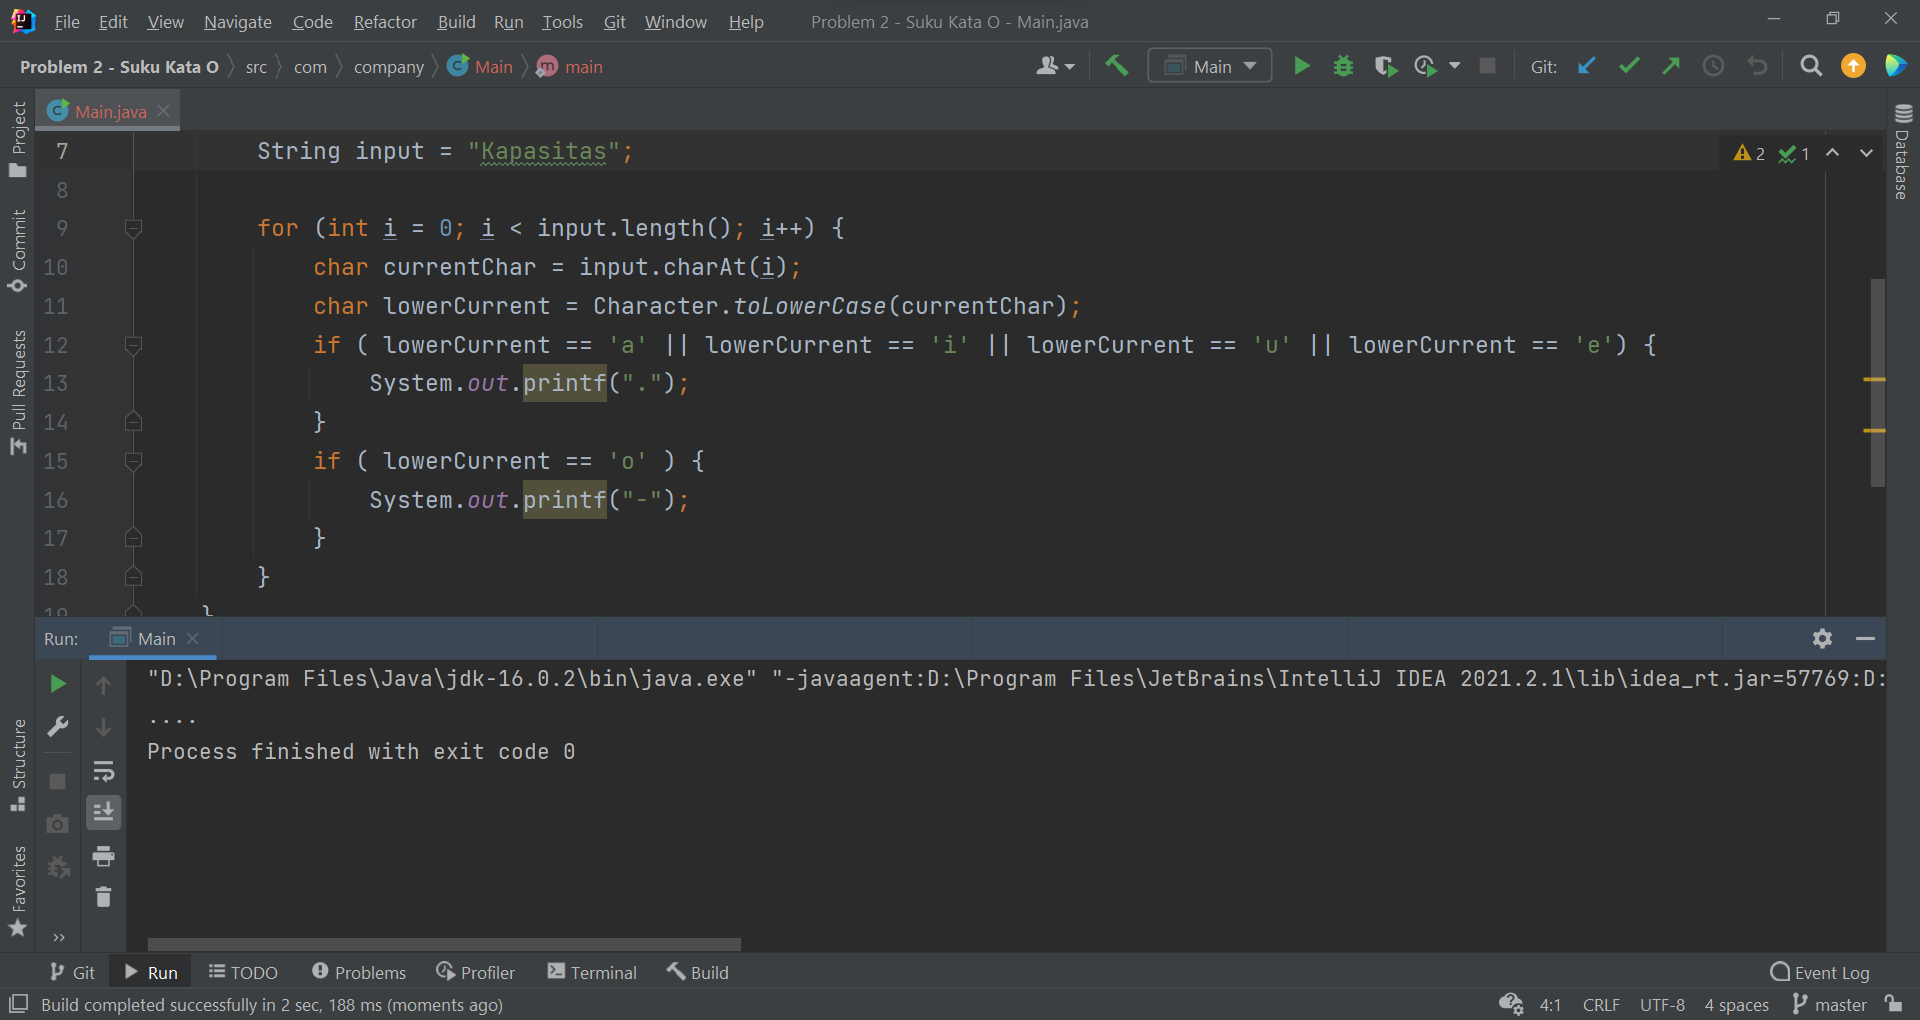 File Edit View Navigate Code Refactor Build Run Tools Git Window Help Problem 2 - Suku Kata O - Main.java
Problem 2 - Suku Kata O src com company Main main Main Git:
Main.java
Project
Commit
Pull Requests
Structure
Favorites
Database
2 1
7 String input = "Kapasitas";
8
9 for (int i = 0; i < input.length(); i++) {
10 char currentChar = input.charAt(i);
11 char lowerCurrent = Character.toLowerCase(currentChar);
12 if ( lowerCurrent == 'a' || lowerCurrent == 'i' || lowerCurrent == 'u' || lowerCurrent == 'e') {
13 System.out.printf(".");
14 }
15 if ( lowerCurrent == 'o' ) {
16 System.out.printf("-");
17 }
18 }
19 }
Run: Main
"D:\Program Files\Java\jdk-16.0.2\bin\java.exe" "-javaagent:D:\Program Files\JetBrains\IntelliJ IDEA 2021.2.1\lib\idea_rt.jar=57769:D:
....
Process finished with exit code 0
Git Run TODO Problems Profiler Terminal Build Event Log
Build completed successfully in 2 sec, 188 ms (moments ago) 4:1 CRLF UTF-8 4 spaces master